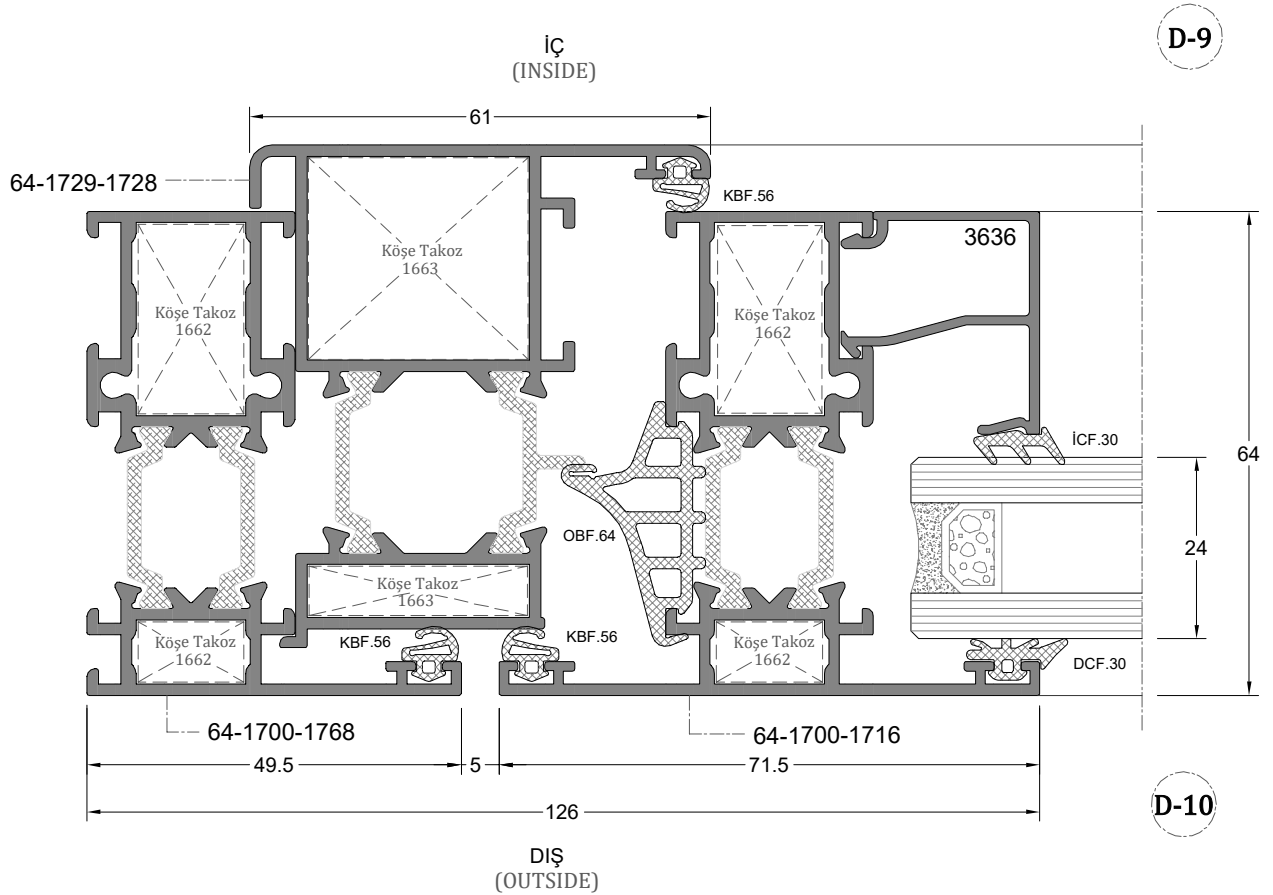 D-9
İÇ
(INSIDE)
61
64-1729-1728
KBF.56
3636
Köşe Takoz
1663
Köşe Takoz
1662
Köşe Takoz
1662
İCF.30
64
OBF.64
24
Köşe Takoz
1663
KBF.56
KBF.56
Köşe Takoz
1662
Köşe Takoz
1662
DCF.30
64-1700-1768
64-1700-1716
49.5
5
71.5
126
D-10
DIŞ
(OUTSIDE)